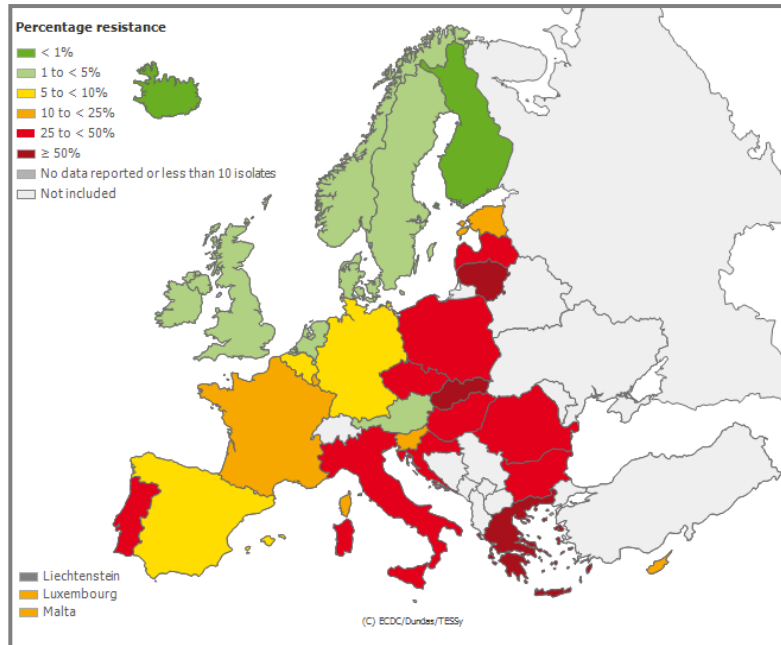 Percentage resistance
< 1%
1 to < 5%
5 to < 10%
10 to < 25%
25 to < 50%
≥ 50%
No data reported or less than 10 isolates
Not included
Liechtenstein
Luxembourg
Malta
(C) ECDC/Dundas/TESSy